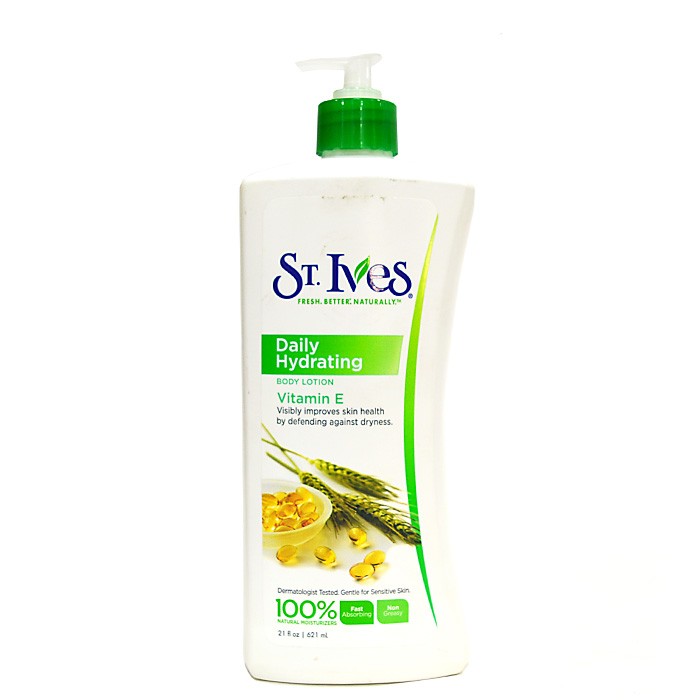 ST. IVES®
FRESH. BETTER. NATURALLY.™
Daily
Hydrating
BODY LOTION
Vitamin E
Visibly improves skin health
by defending against dryness.
Dermatologist Tested. Gentle for Sensitive Skin.
100%
NATURAL MOISTURIZERS
Fast
Absorbing
Non
Greasy
21 fl oz | 621 mL